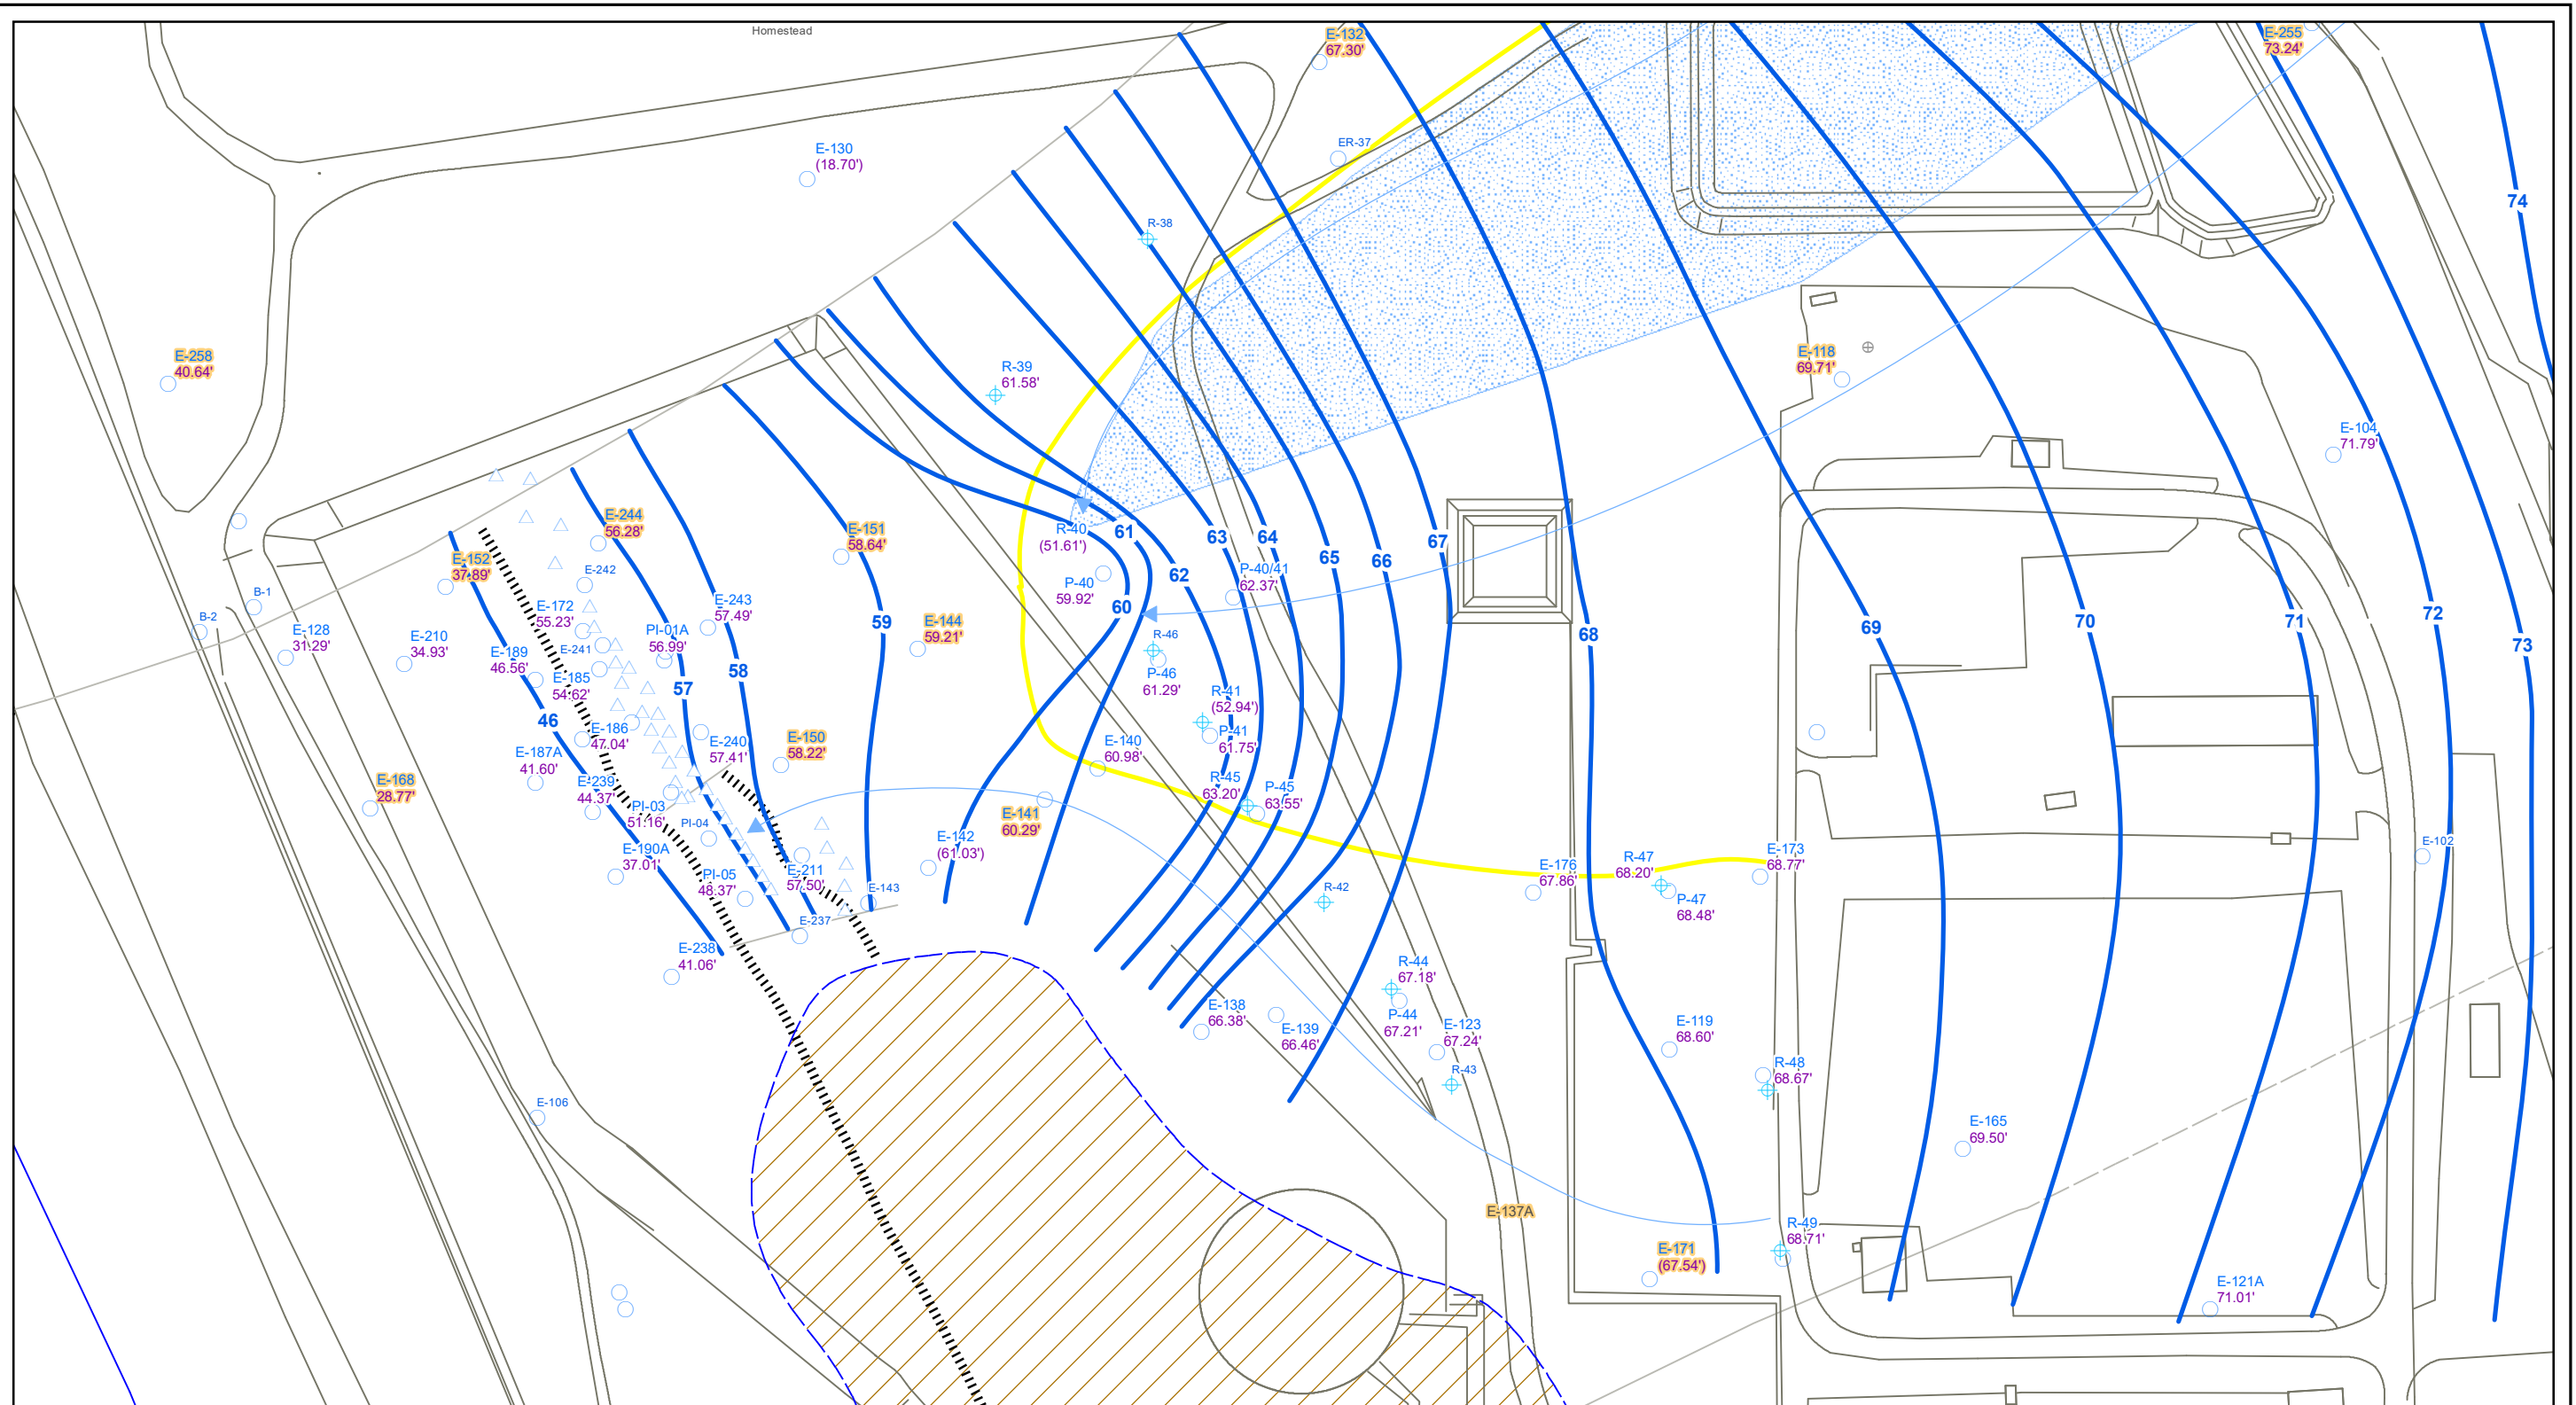 Homestead
E-132
67.30'
E-255
73.24'
ER-37
E-130
(18.70')
74
R-38
E-258
40.64'
E-118
69.71'
R-39
61.58'
E-104
71.79'
E-244
56.28'
E-151
58.64'
R-40
(51.61')
61
63
64
65
66
67
E-152
37.89'
E-242
P-40
59.92'
62
P-40/41
62.37'
B-1
B-2
E-128
31.29'
E-210
34.93'
E-172
55.23'
E-243
57.49'
PI-01A
56.99'
59
E-144
59.21'
60
R-46
P-46
61.29'
68
69
70
71
72
73
E-189
46.56'
E-241
E-185
54.62'
57
58
R-41
(52.94')
P-41
61.75'
46
E-186
47.04'
E-240
57.41'
E-150
58.22'
E-140
60.98'
E-187A
41.60'
E-168
28.77'
E-239
44.37'
R-45
63.20'
P-45
63.55'
PI-03
51.16'
PI-04
E-141
60.29'
E-142
(61.03')
E-190A
37.01'
PI-05
48.37'
E-211
57.50'
E-143
E-237
R-42
E-176
67.86'
R-47
68.20'
P-47
68.48'
E-173
68.77'
E-102
E-238
41.06'
R-44
67.18'
P-44
67.21'
E-138
66.38'
E-139
66.46'
E-123
67.24'
R-43
E-119
68.60'
R-48
68.67'
E-106
E-165
69.50'
E-137A
R-49
68.71'
E-171
(67.54')
E-121A
71.01'